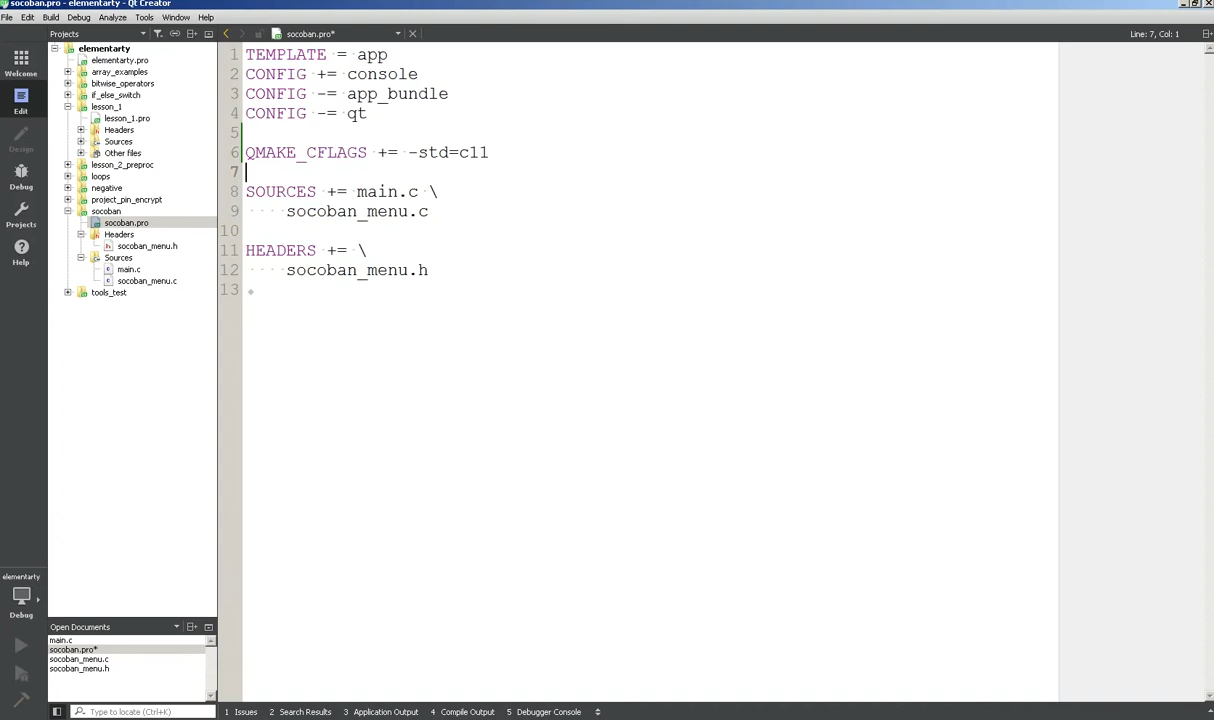 socoban.pro - elementarty - Qt Creator
File Edit Build Debug Analyze Tools Window Help
Projects
socoban.pro*
Line: 7, Col: 1
Welcome
Edit
Design
Debug
Projects
Help
elementarty
Debug
elementarty
elementarty.pro
array_examples
bitwise_operators
if_else_switch
lesson_1
lesson_1.pro
Headers
Sources
Other files
lesson_2_preproc
loops
negative
project_pin_encrypt
socoban
socoban.pro
Headers
socoban_menu.h
Sources
main.c
socoban_menu.c
tools_test
Open Documents
main.c
socoban.pro*
socoban_menu.c
socoban_menu.h
1 TEMPLATE = app
2 CONFIG += console
3 CONFIG -= app_bundle
4 CONFIG -= qt
5
6 QMAKE_CFLAGS += -std=c11
7
8 SOURCES += main.c \
9 socoban_menu.c
10
11 HEADERS += \
12 socoban_menu.h
13
Type to locate (Ctrl+K)
1 Issues 2 Search Results 3 Application Output 4 Compile Output 5 Debugger Console